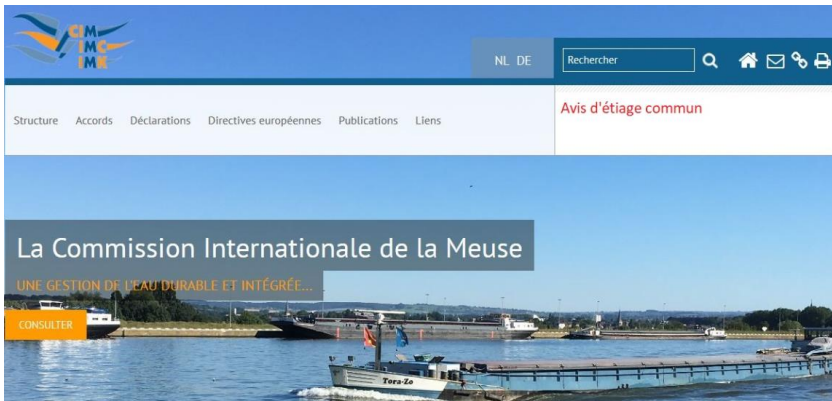 CIM
IMC
IMK
NL DE
Rechercher
Structure Accords Déclarations Directives européennes Publications Liens
Avis d'étiage commun
La Commission Internationale de la Meuse
UNE GESTION DE L'EAU DURABLE ET INTÉGRÉE...
CONSULTER
Tora-Zo